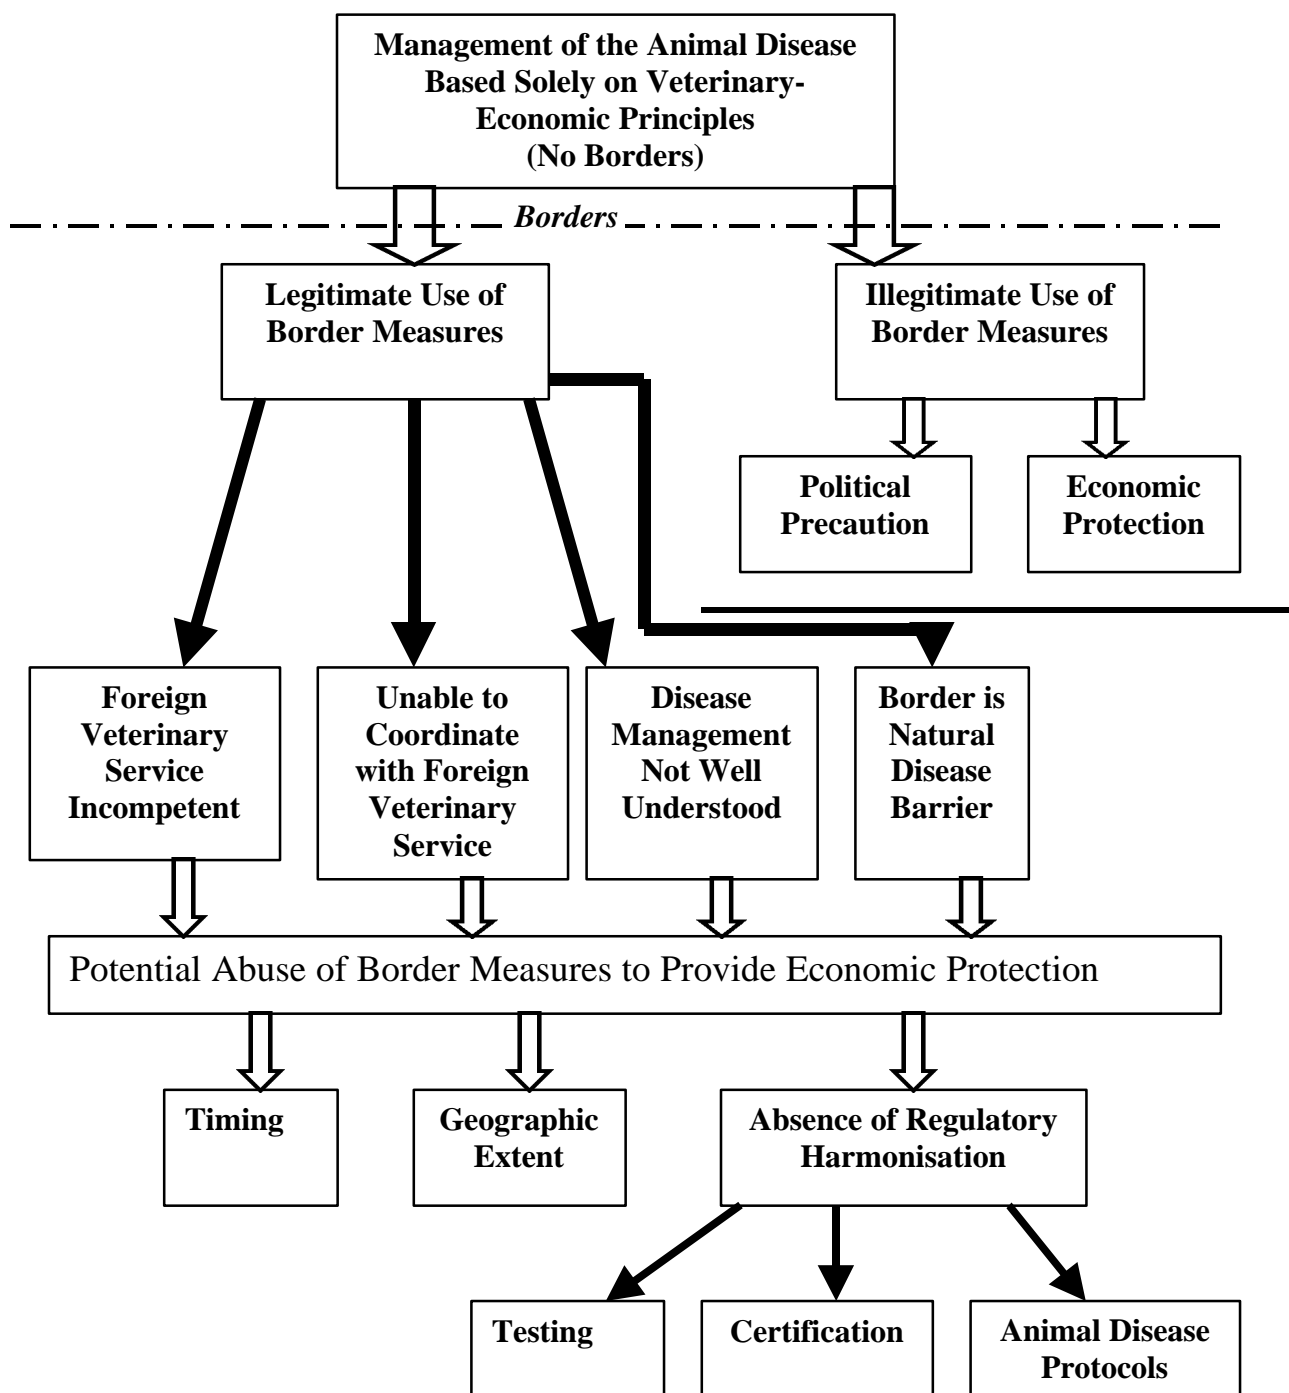 Management of the Animal Disease
Based Solely on Veterinary-
Economic Principles
(No Borders)
Borders
Legitimate Use of
Border Measures
Illegitimate Use of
Border Measures
Political
Precaution
Economic
Protection
Foreign
Veterinary
Service
Incompetent
Unable to
Coordinate
with Foreign
Veterinary
Service
Disease
Management
Not Well
Understood
Border is
Natural
Disease
Barrier
Potential Abuse of Border Measures to Provide Economic Protection
Timing
Geographic
Extent
Absence of Regulatory
Harmonisation
Testing
Certification
Animal Disease
Protocols